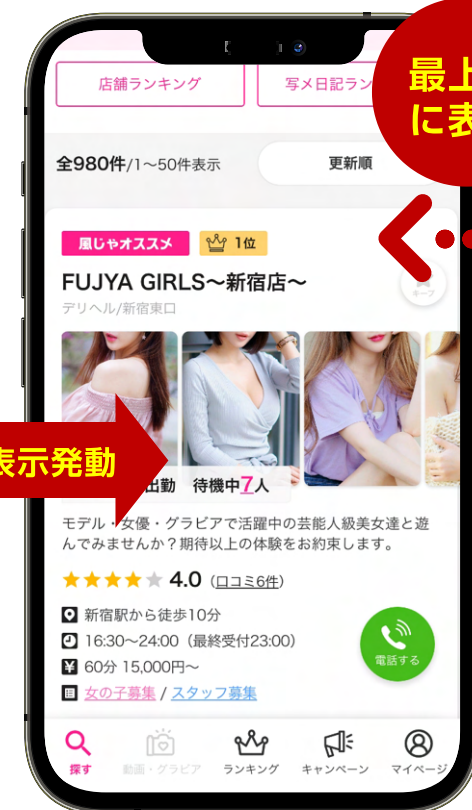 店舗ランキング
写メ日記ラン
最上
に表
全980件/1〜50件表示
更新順
風じゃオススメ
1位
FUJYA GIRLS〜新宿店〜
キープ
デリヘル/新宿東口
表示発動
出勤 待機中7人
モデル・女優・グラビアで活躍中の芸能人級美女達と遊
んでみませんか？期待以上の体験をお約束します。
4.0 (口コミ6件)
新宿駅から徒歩10分
16:30〜24:00（最終受付23:00）
電話する
60分 15,000円〜
女の子募集 / スタッフ募集
探す
動画・グラビア
ランキング
キャンペーン
マイページ